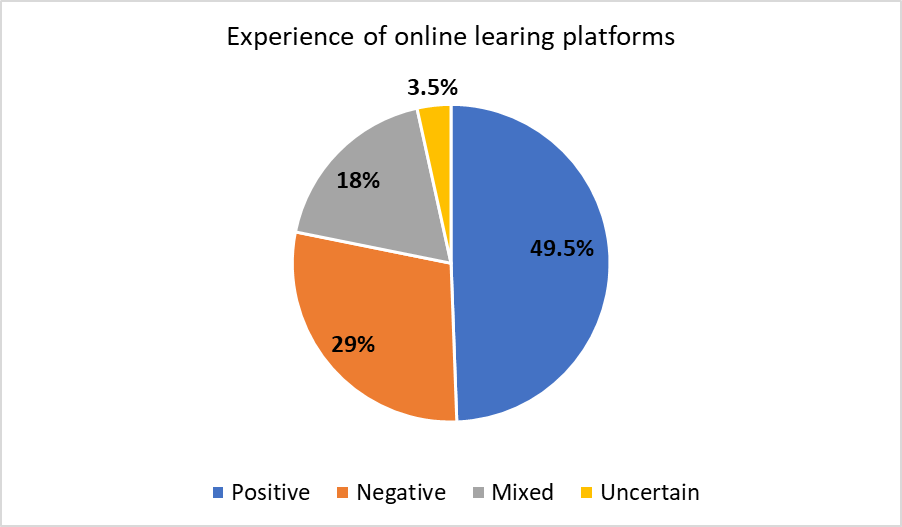 Experience of online learing platforms
3.5%
18%
49.5%
29%
Positive Negative Mixed Uncertain